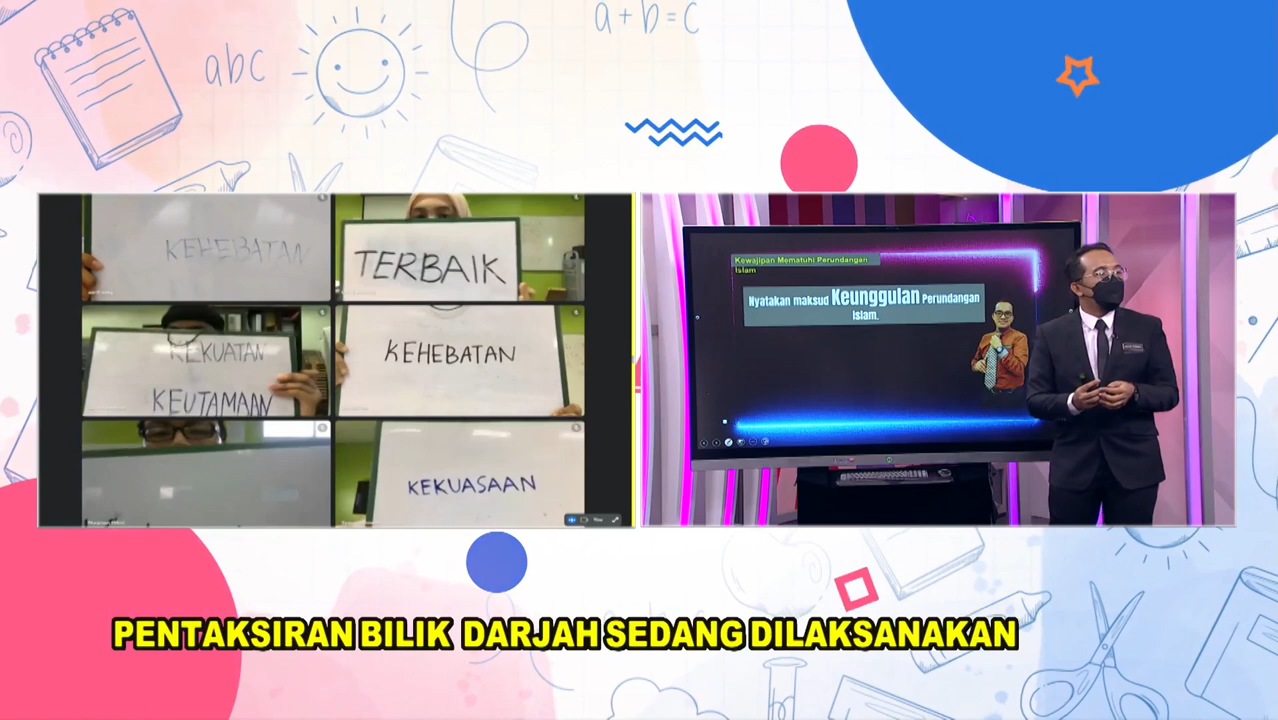 abc
a+b=c
KEHEBATAN
TERBAIK
KEKUATAN
KEUTAMAAN
KEHEBATAN
KEKUASAAN
Kewajipan Mematuhi Perundangan
Islam
Nyatakan maksud Keunggulan Perundangan
Islam.
PENTAKSIRAN BILIK DARJAH SEDANG DILAKSANAKAN